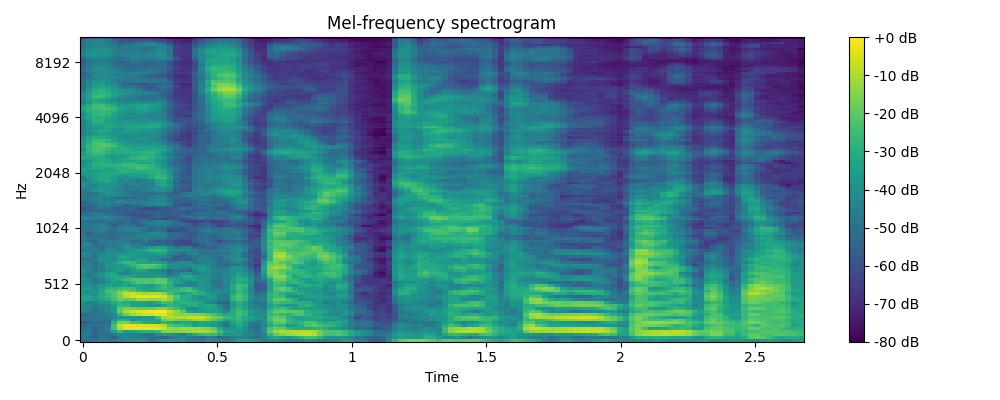 Mel-frequency spectrogram
8192
4096
2048
1024
512
0
Hz
0
0.5
1
1.5
2
2.5
Time
+0 dB
-10 dB
-20 dB
-30 dB
-40 dB
-50 dB
-60 dB
-70 dB
-80 dB